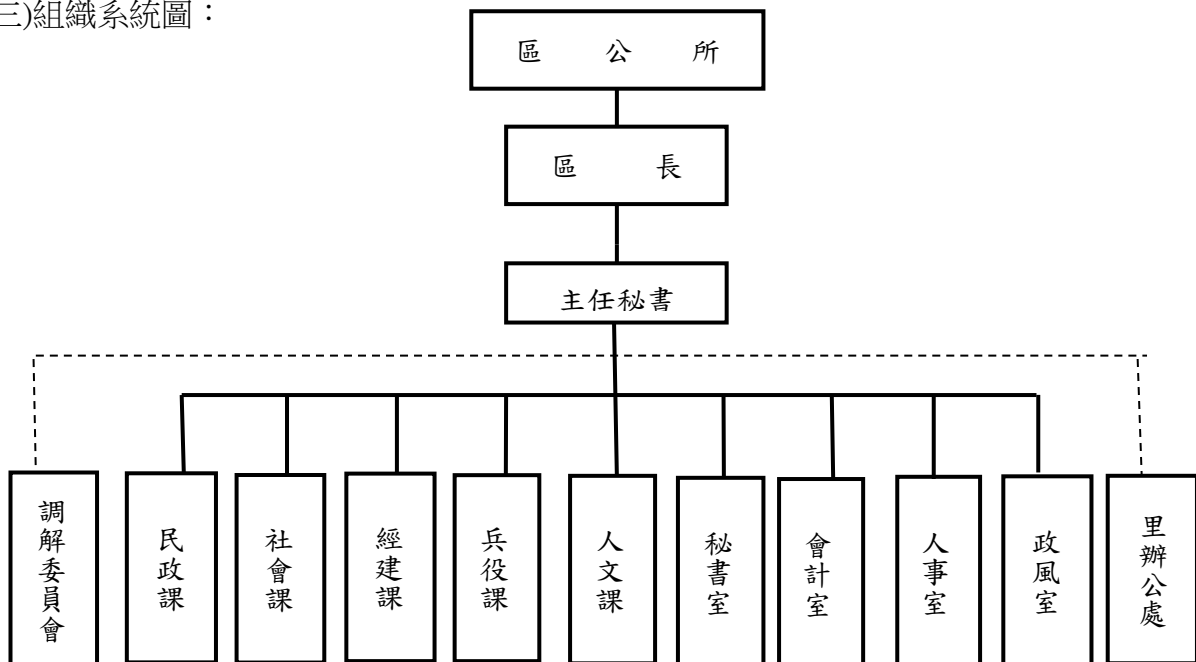 三)組織系統圖：
區公所
區長
主任秘書
調解委員會
民政課
社會課
經建課
兵役課
人文課
秘書室
會計室
人事室
政風室
里辦公處